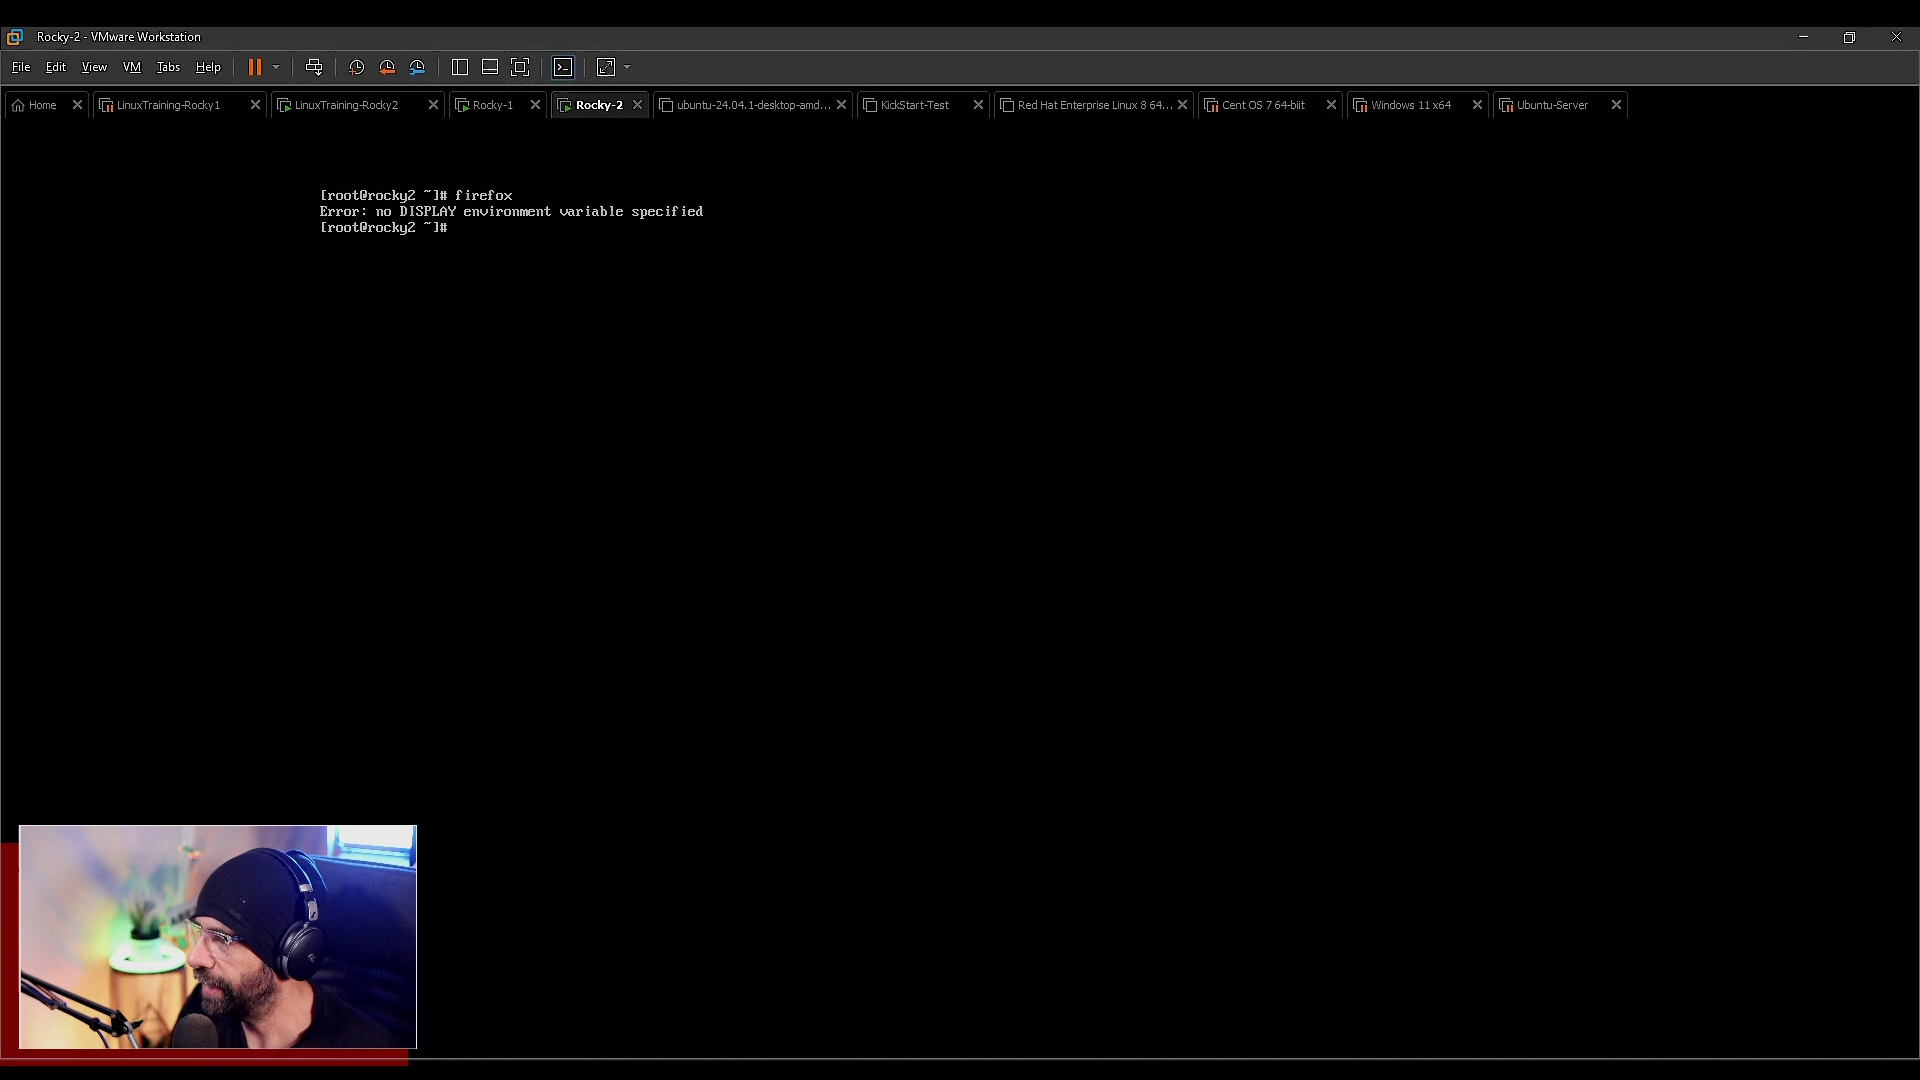 Rocky-2 - VMware Workstation
File Edit View VM Tabs Help
Home LinuxTraining-Rocky1 LinuxTraining-Rocky2 Rocky-1 Rocky-2 ubuntu-24.04.1-desktop-amd... KickStart-Test Red Hat Enterprise Linux 8 64... Cent OS 7 64-biit Windows 11 x64 Ubuntu-Server
[root@rocky2 ~]# firefox
Error: no DISPLAY environment variable specified
[root@rocky2 ~]#